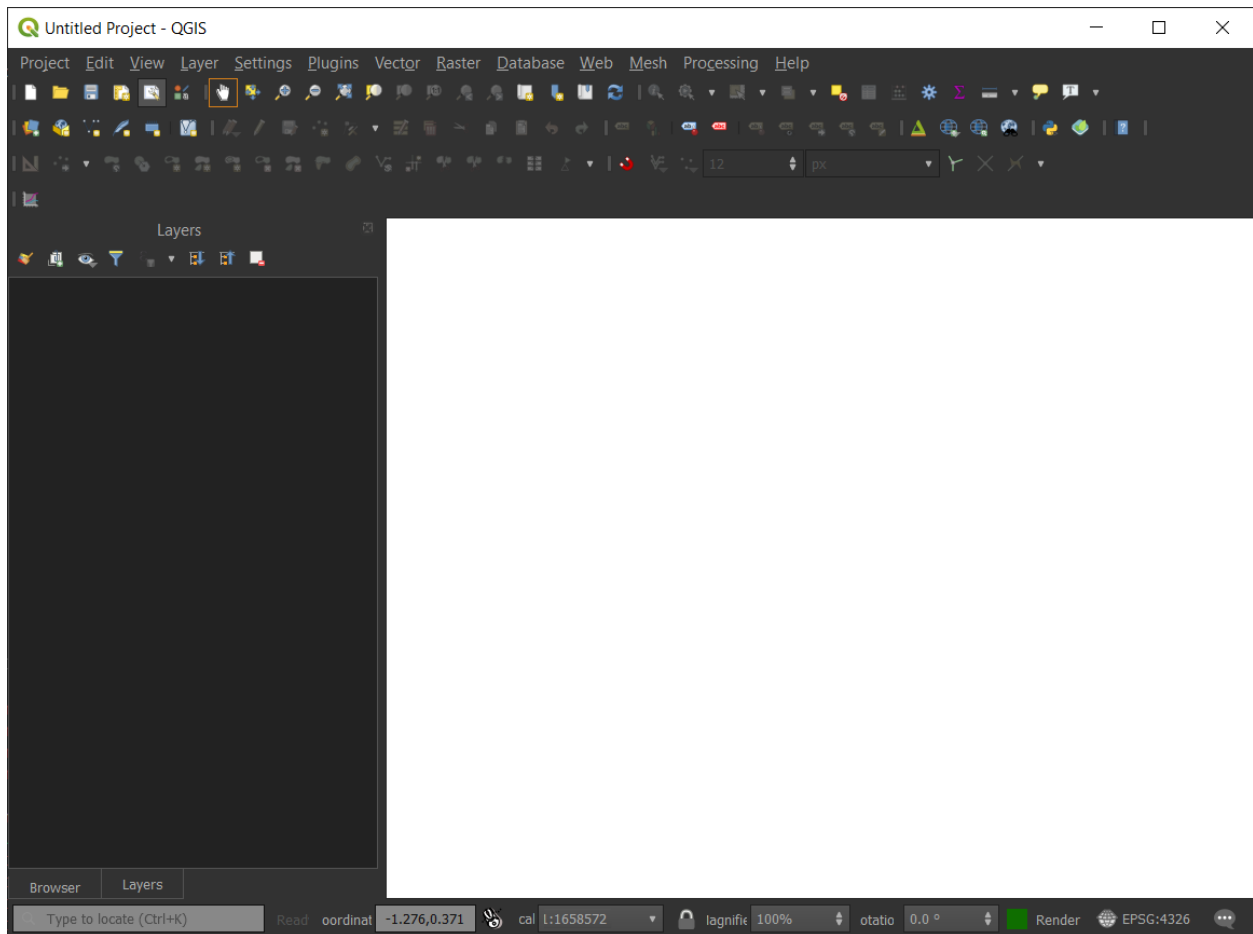 Untitled Project - QGIS
Project Edit View Layer Settings Plugins Vector Raster Database Web Mesh Processing Help
12 px
Layers
Browser Layers
Type to locate (Ctrl+K) Read oordinat -1.276,0.371 cal 1:1658572 lagnifie 100% otatio 0.0 ° Render EPSG:4326